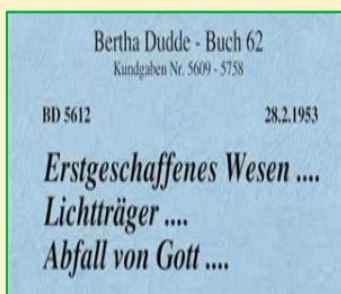 Bertha Dudde - Buch 62
Kundgaben Nr. 5609 - 5758
BD 5612 28.2.1953
Erstgeschaffenes Wesen ....
Lichtträger ....
Abfall von Gott ....